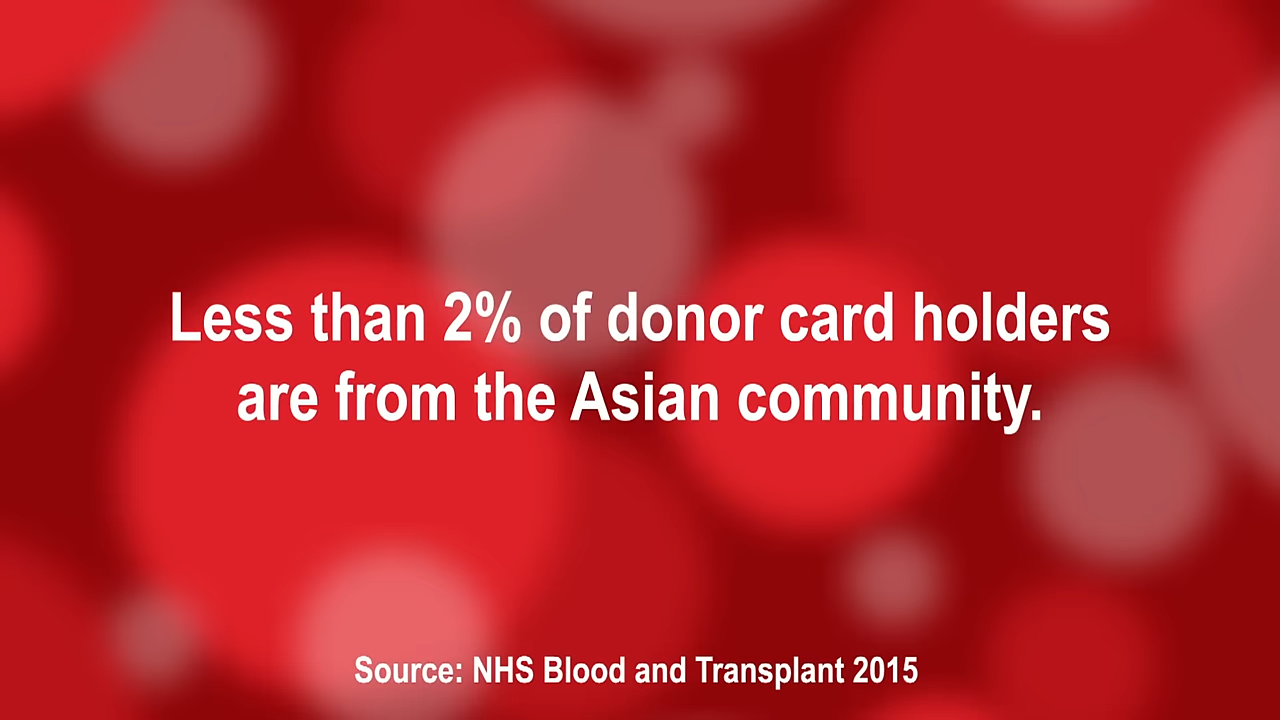 Less than 2% of donor card holders
are from the Asian community.
Source: NHS Blood and Transplant 2015